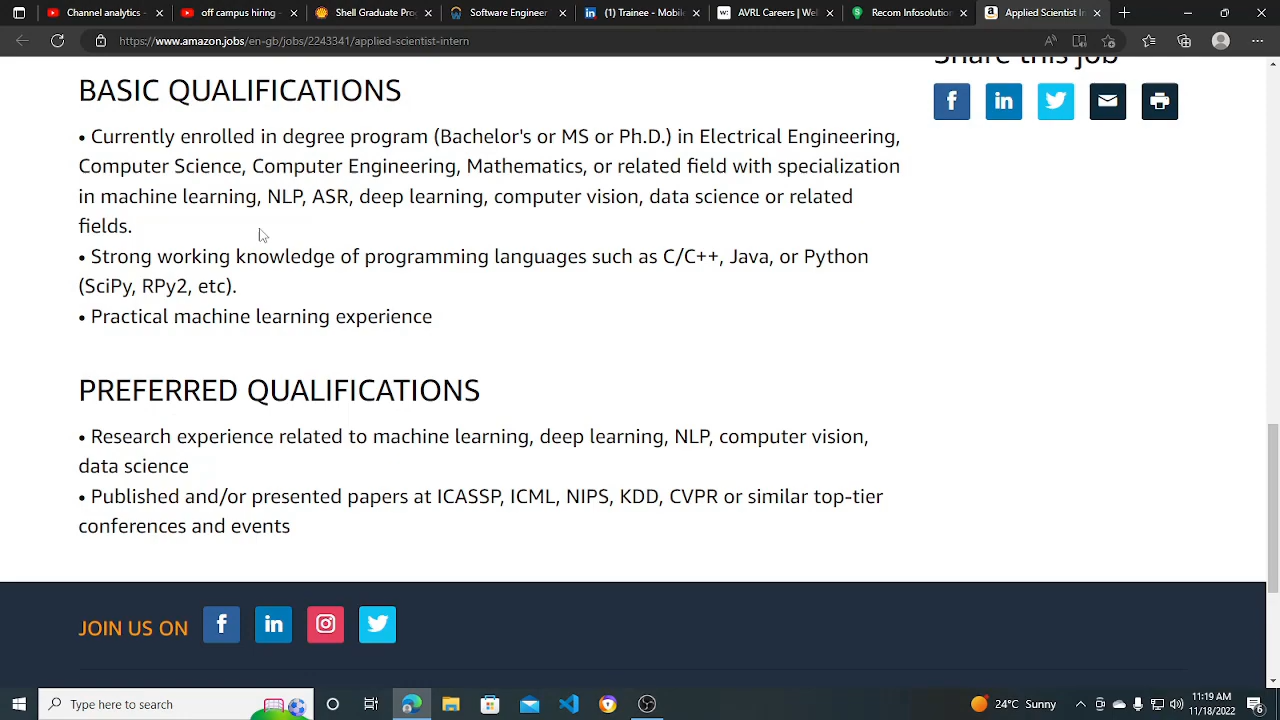 Channel analytics -
off campus hiring -
Shell Graduate Pro
Software Engineer
(1) Trainee - Mobile
AVRL Careers | Wel
Recom Infosolution
Applied Scientist In
https://www.amazon.jobs/en-gb/jobs/2243341/applied-scientist-intern
Share this job
BASIC QUALIFICATIONS
• Currently enrolled in degree program (Bachelor's or MS or Ph.D.) in Electrical Engineering,
Computer Science, Computer Engineering, Mathematics, or related field with specialization
in machine learning, NLP, ASR, deep learning, computer vision, data science or related
fields.
• Strong working knowledge of programming languages such as C/C++, Java, or Python
(SciPy, RPy2, etc).
• Practical machine learning experience
PREFERRED QUALIFICATIONS
• Research experience related to machine learning, deep learning, NLP, computer vision,
data science
• Published and/or presented papers at ICASSP, ICML, NIPS, KDD, CVPR or similar top-tier
conferences and events
JOIN US ON
Type here to search
24°C Sunny
11:19 AM
11/18/2022
6